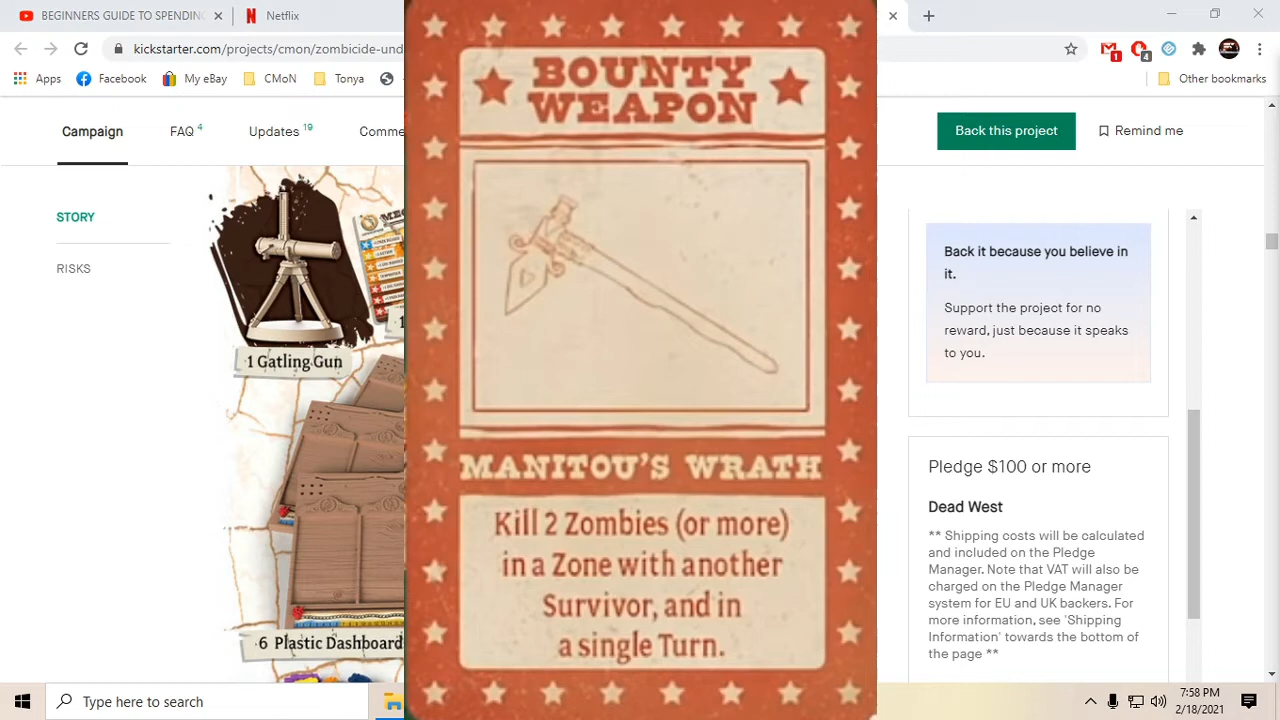 BEGINNERS GUIDE TO SPENDIN
Netflix
kickstarter.com/projects/cmon/zombicide-und
Apps
Facebook
My eBay
CMoN
Tonya
Other bookmarks
1
4
Campaign
FAQ 4
Updates 19
Comme
Back this project
Remind me
STORY
RISKS
1 Gatling Gun
6 Plastic Dashboard
BOUNTY
WEAPON
MANITOU'S WRATH
Kill 2 Zombies (or more)
in a Zone with another
Survivor, and in
a single Turn.
Back it because you believe in
it.
Support the project for no
reward, just because it speaks
to you.
Pledge $100 or more
Dead West
** Shipping costs will be calculated
and included on the Pledge
Manager. Note that VAT will also be
charged on the Pledge Manager
system for EU and UK backers. For
more information, see 'Shipping
Information' towards the bottom of
the page **
Type here to search
7:58 PM
2/18/2021